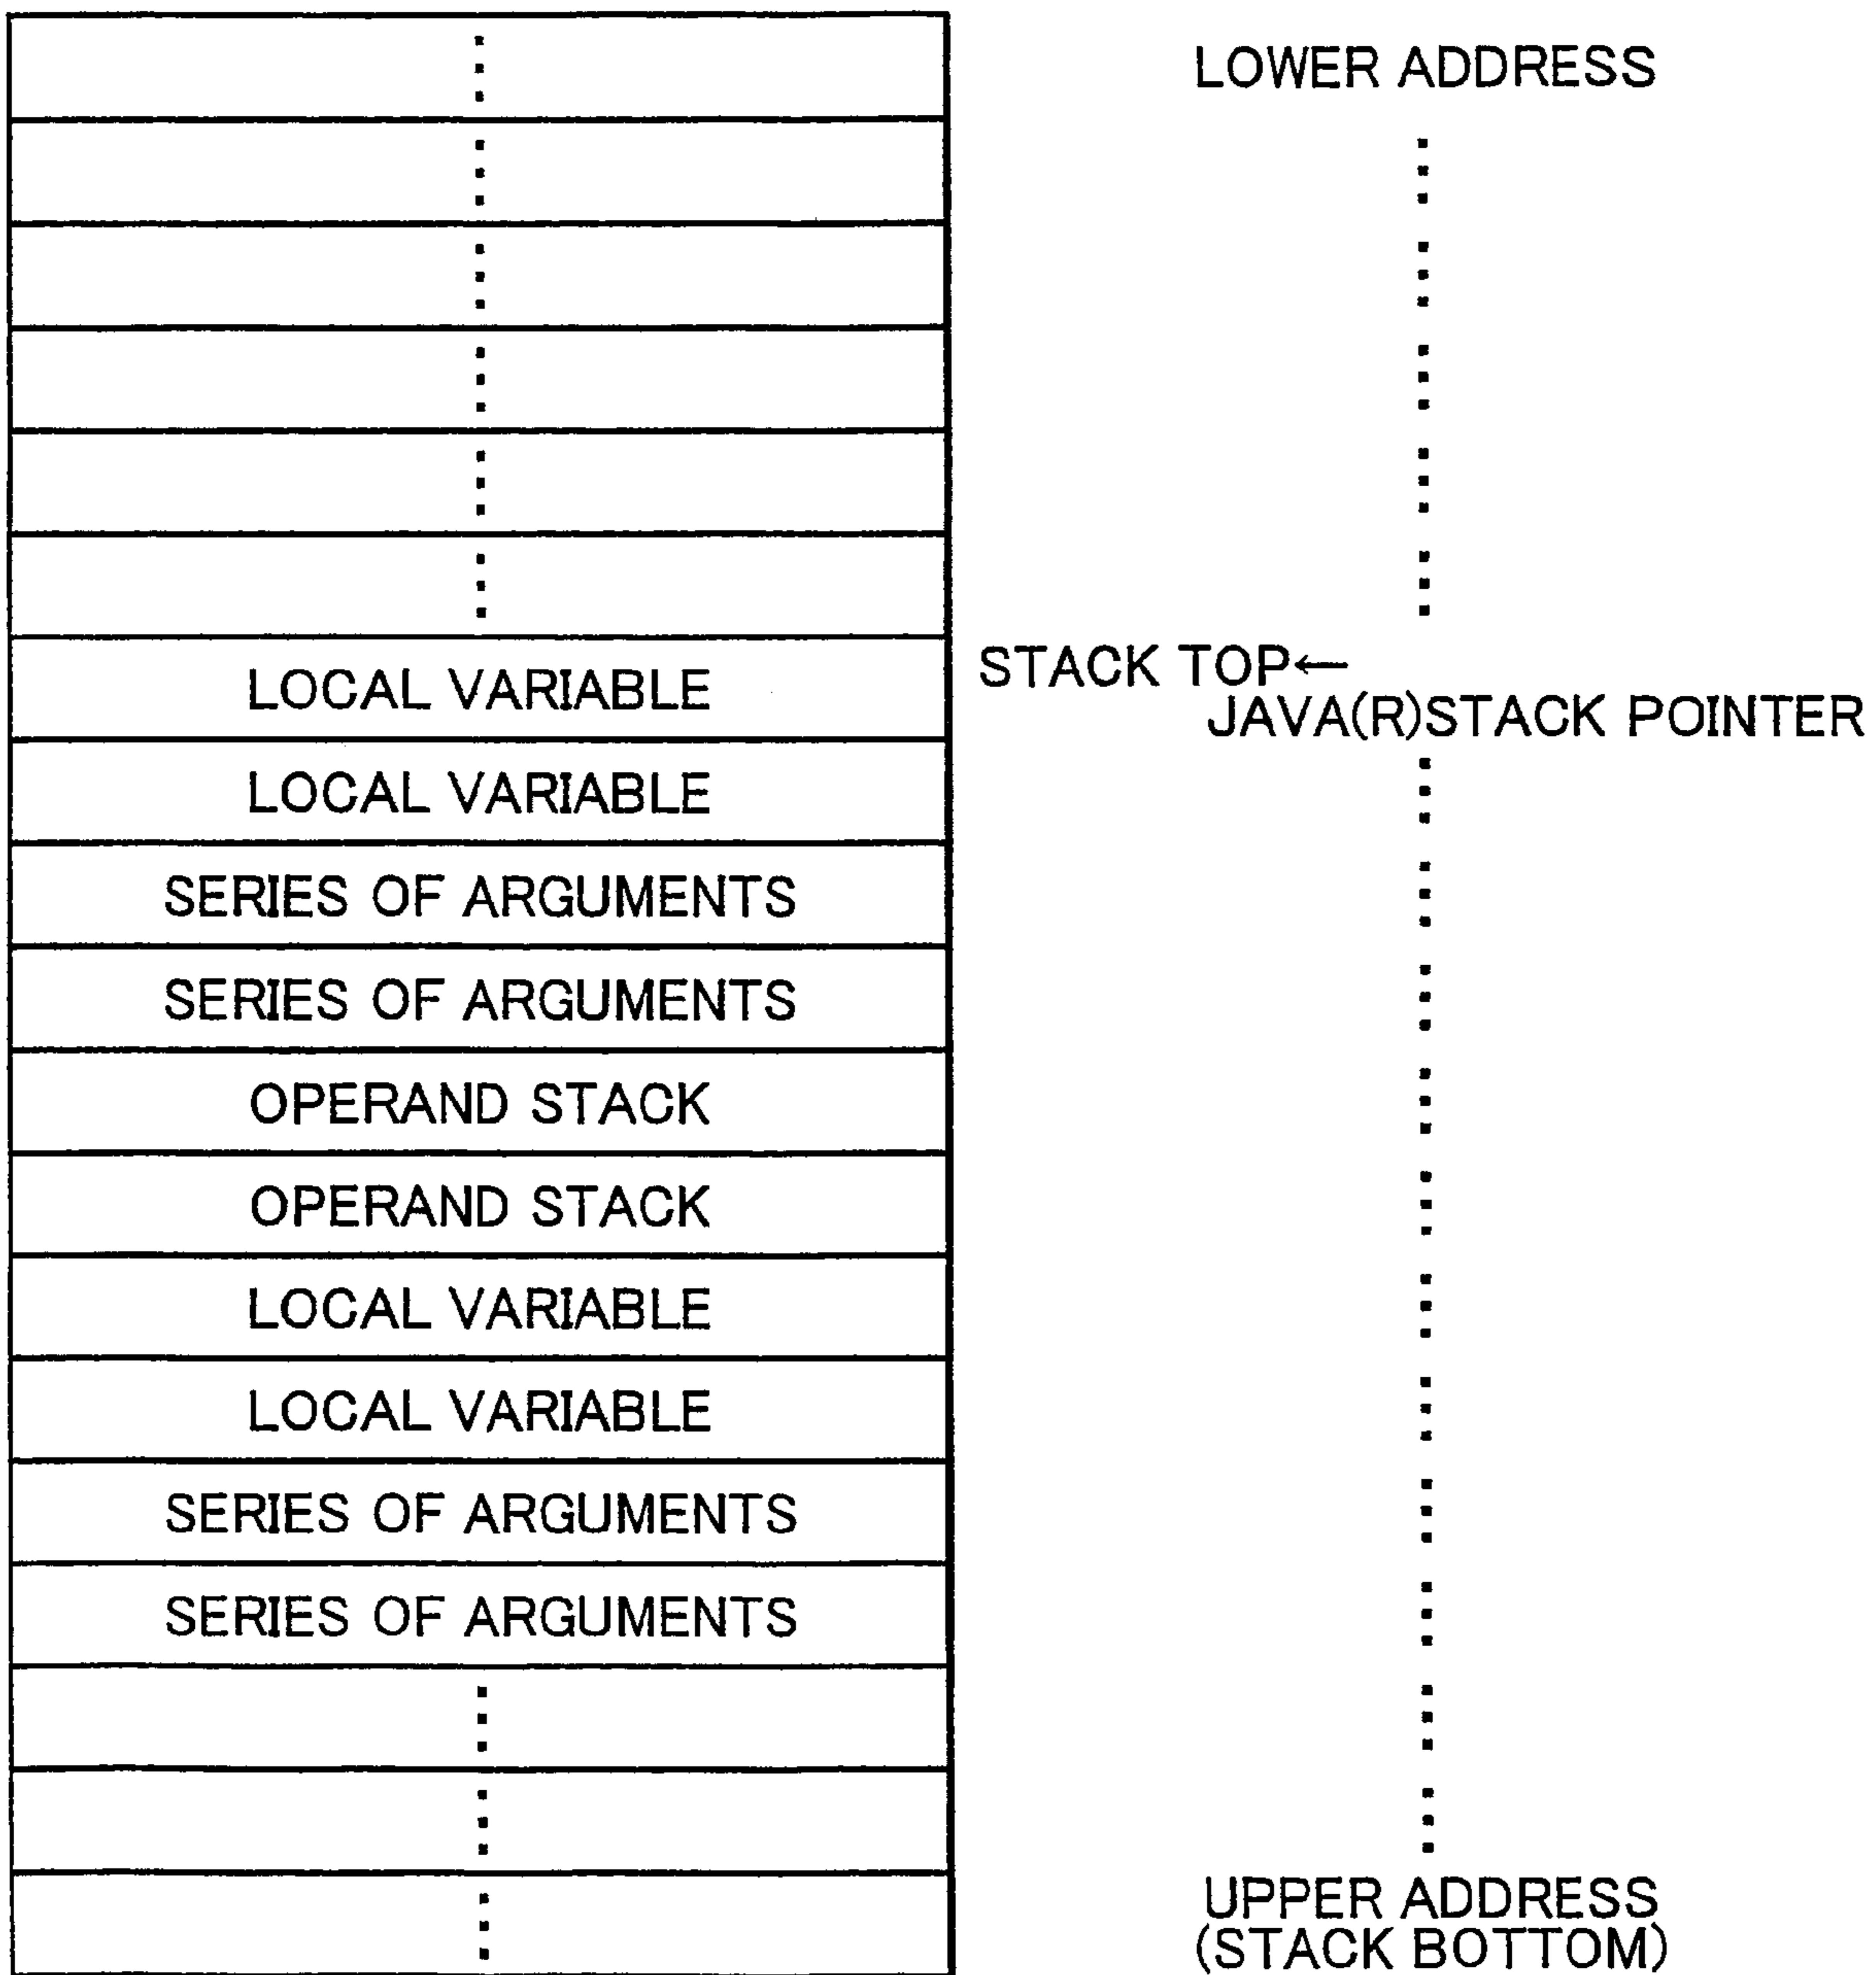 LOWER ADDRESS
LOCAL VARIABLE
STACK TOP←
JAVA(R)STACK POINTER
LOCAL VARIABLE
SERIES OF ARGUMENTS
SERIES OF ARGUMENTS
OPERAND STACK
OPERAND STACK
LOCAL VARIABLE
LOCAL VARIABLE
SERIES OF ARGUMENTS
SERIES OF ARGUMENTS
UPPER ADDRESS
(STACK BOTTOM)